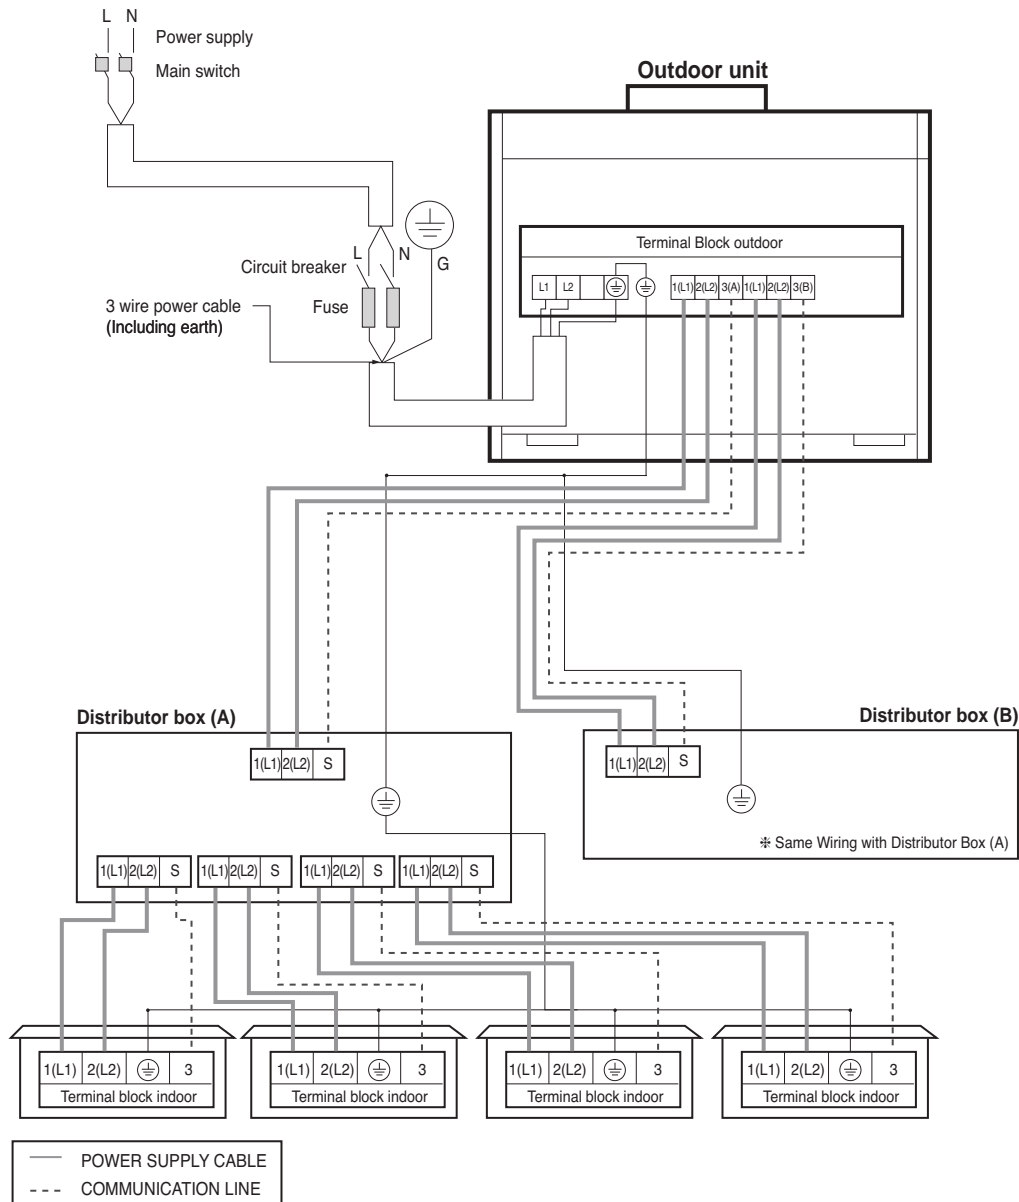 L N
Power supply
Main switch
Outdoor unit
Terminal Block outdoor
L1 L2 1(L1) 2(L2) 3(A) 1(L1) 2(L2) 3(B)
L N
G
Circuit breaker
Fuse
3 wire power cable
(Including earth)
Distributor box (A)
Distributor box (B)
1(L1) 2(L2) S
1(L1) 2(L2) S
❉ Same Wiring with Distributor Box (A)
1(L1) 2(L2) S 1(L1) 2(L2) S 1(L1) 2(L2) S 1(L1) 2(L2) S
1(L1) 2(L2) 3 1(L1) 2(L2) 3 1(L1) 2(L2) 3 1(L1) 2(L2) 3
Terminal block indoor Terminal block indoor Terminal block indoor Terminal block indoor
POWER SUPPLY CABLE
COMMUNICATION LINE